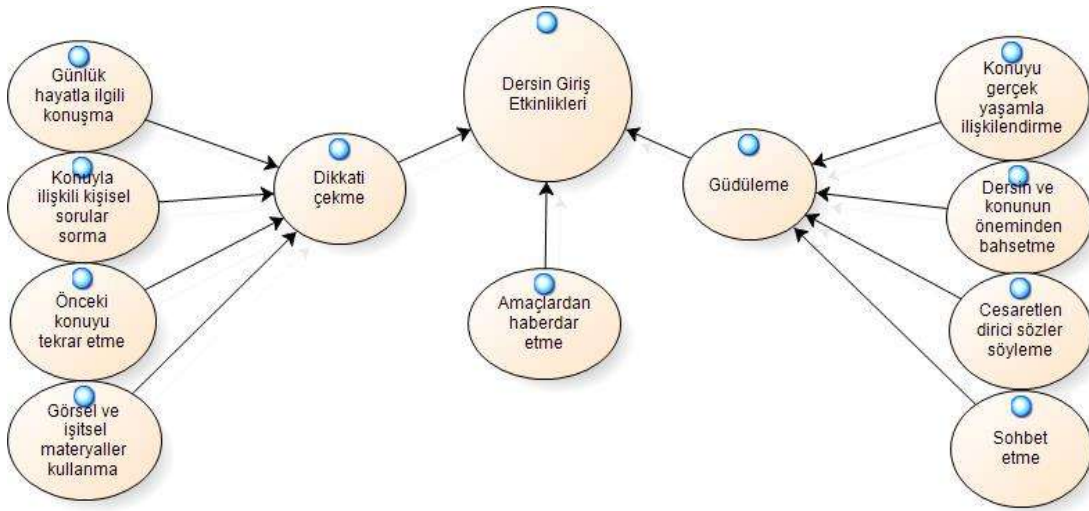 Günlük
hayatla ilgili
konuşma
Konuyla
ilişkili kişisel
sorular
sorma
Önceki
konuyu
tekrar etme
Görsel ve
işitsel
materyaller
kullanma
Dikkati
çekme
Dersin Giriş
Etkinlikleri
Amaçlardan
haberdar
etme
Güdüleme
Konuyu
gerçek
yaşamla
ilişkilendirme
Dersin ve
konunun
öneminden
bahsetme
Cesaretlen
dirici sözler
söyleme
Sohbet
etme